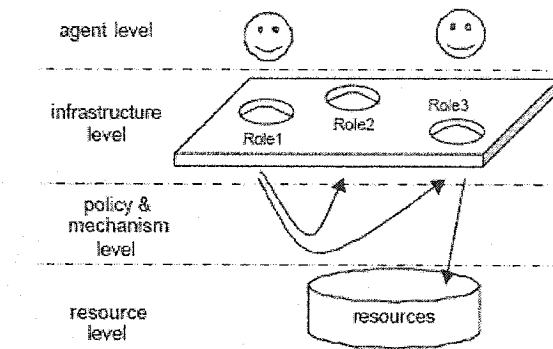 agent level
infrastructure
level
Role1
Role2
Role3
policy &
mechanism
level
resource
level
resources